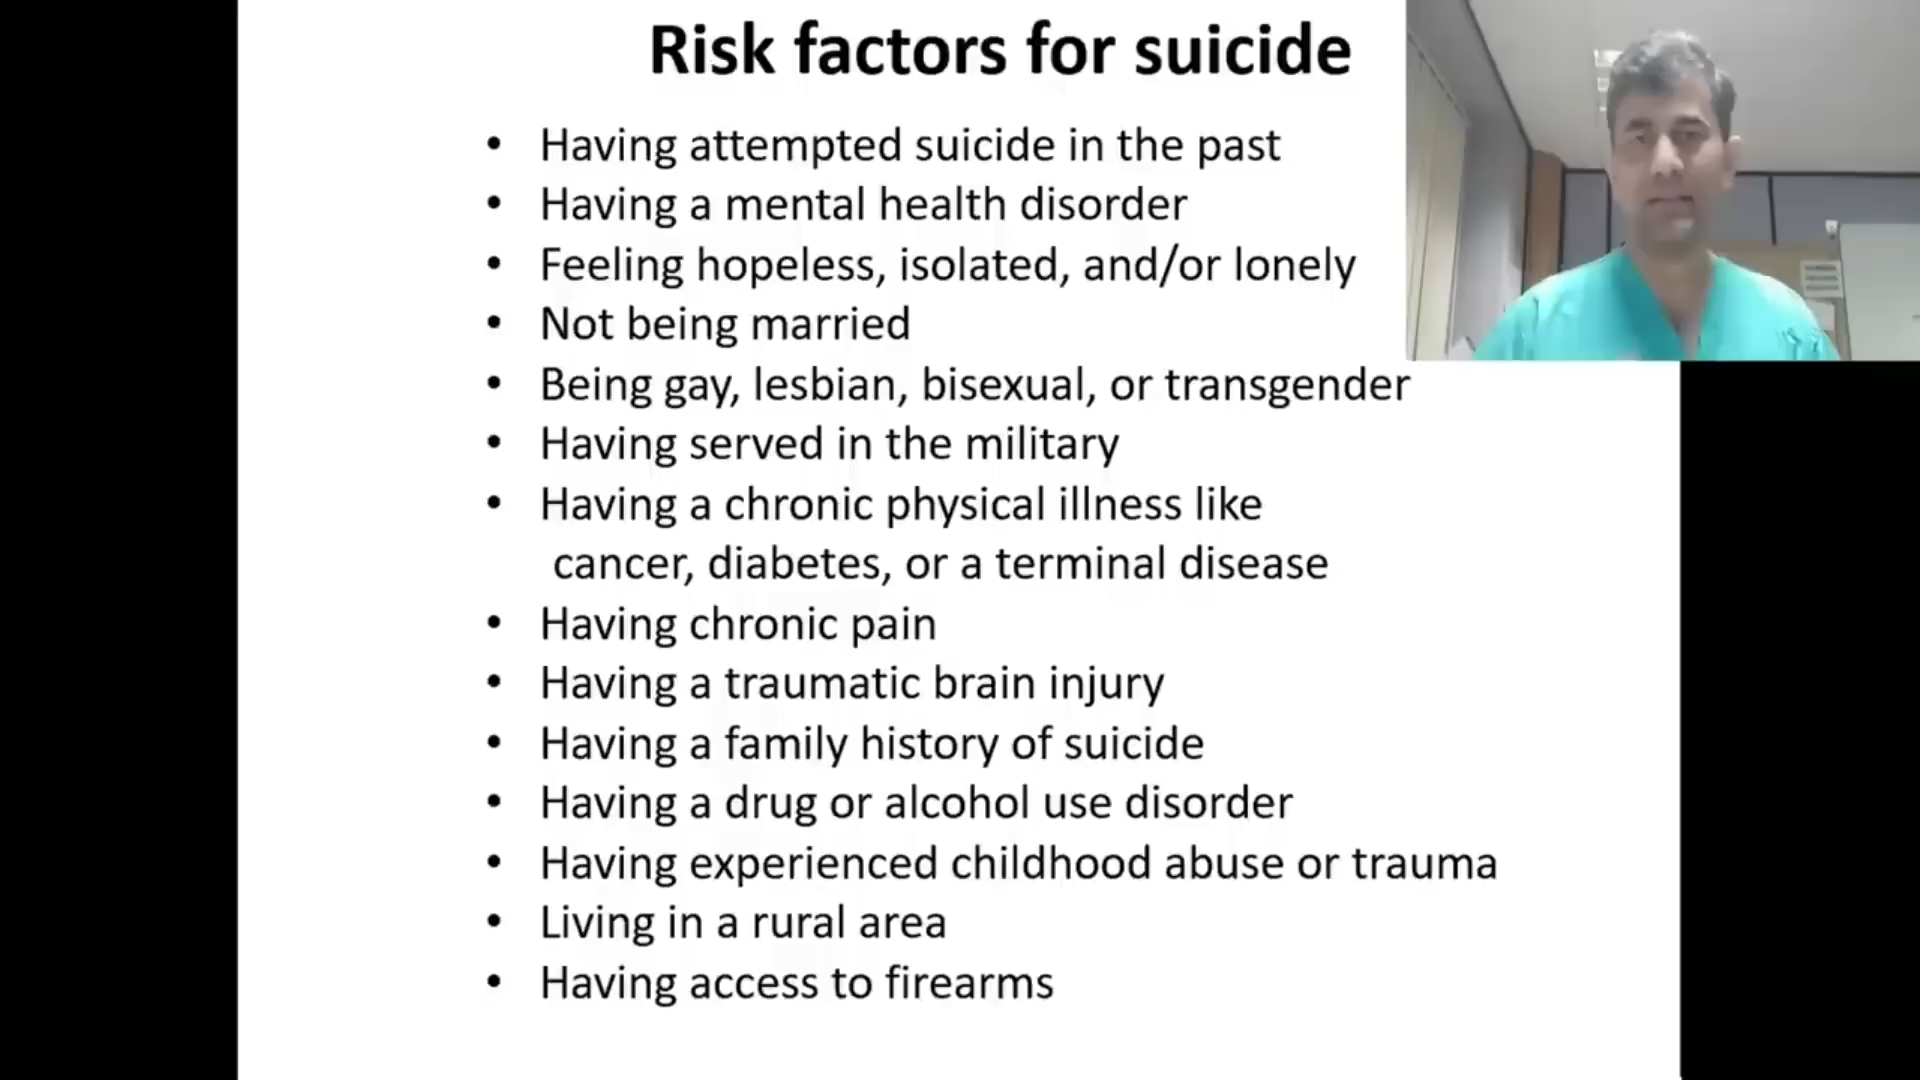 Risk factors for suicide
• Having attempted suicide in the past
• Having a mental health disorder
• Feeling hopeless, isolated, and/or lonely
• Not being married
• Being gay, lesbian, bisexual, or transgender
• Having served in the military
• Having a chronic physical illness like
cancer, diabetes, or a terminal disease
• Having chronic pain
• Having a traumatic brain injury
• Having a family history of suicide
• Having a drug or alcohol use disorder
• Having experienced childhood abuse or trauma
• Living in a rural area
• Having access to firearms